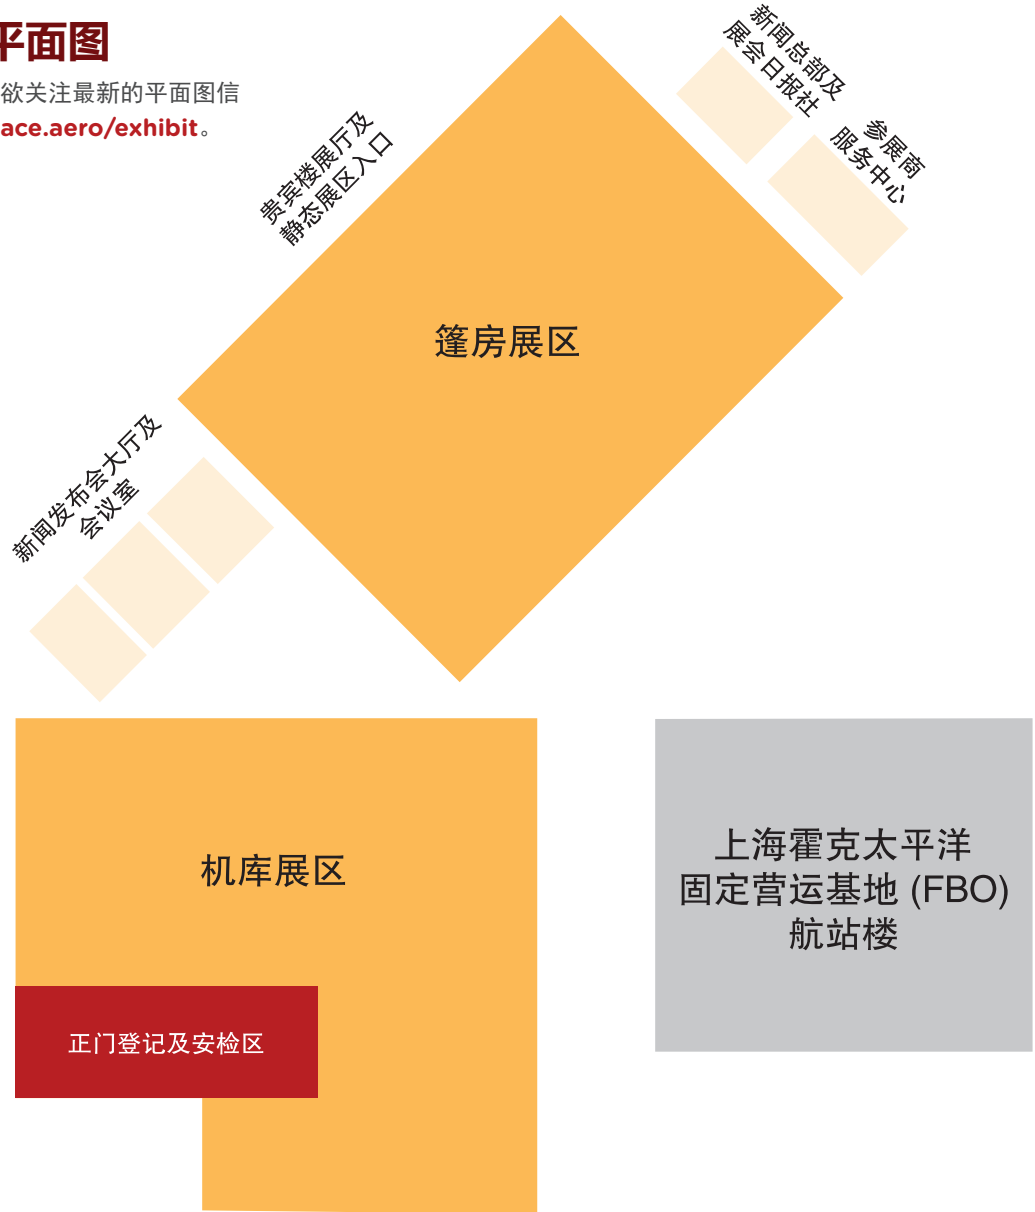 平面图
欲关注最新的平面图信
ace.aero/exhibit。
新闻总部及
展会日报社
参展商
服务中心
贵宾楼展厅及
静态展区入口
篷房展区
新闻发布会大厅及
会议室
机库展区
上海霍克太平洋
固定营运基地 (FBO)
航站楼
正门登记及安检区